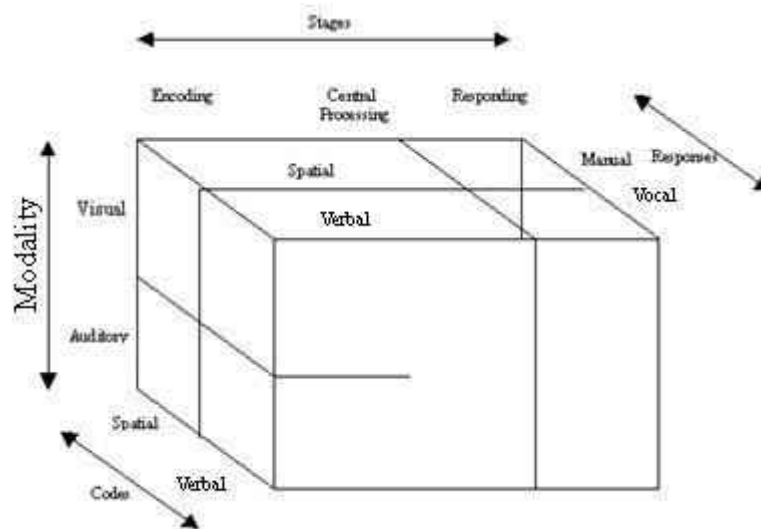 Stages
Encoding
Central
Processing
Responding
Manual
Responses
Vocal
Spatial
Verbal
Visual
Modality
Auditory
Spatial
Verbal
Codes